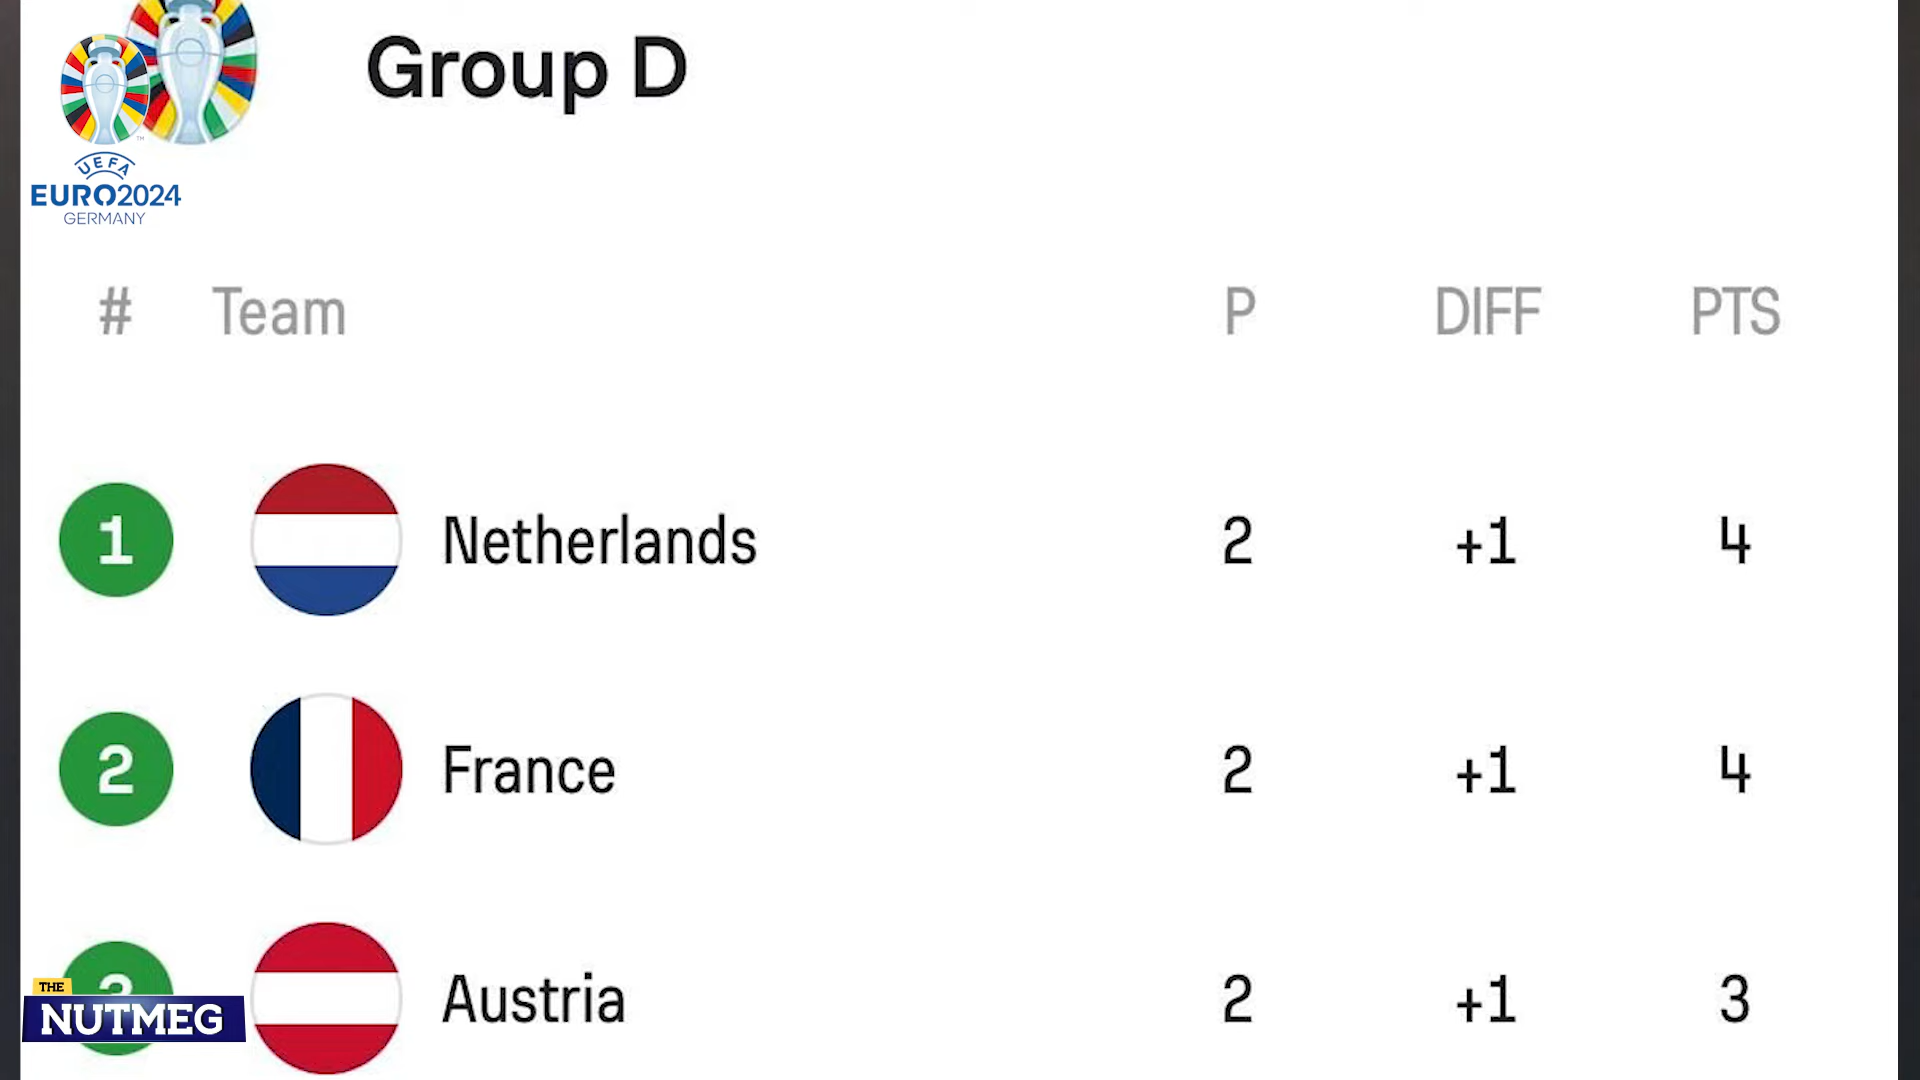 Group D
UEFA
EURO2024
GERMANY
# Team P DIFF PTS
1 Netherlands 2 +1 4
2 France 2 +1 4
3 Austria 2 +1 3
THE
NUTMEG